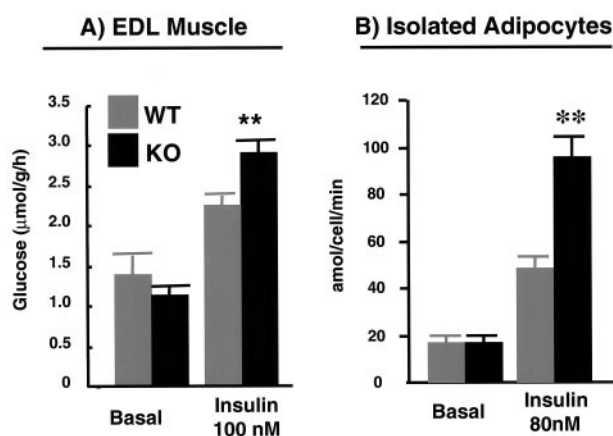 A) EDL Muscle
Glucose (μmol/g/h)
3.5
3.0
2.5
2.0
1.5
1.0
0.5
0
WT
KO
**
Basal
Insulin
100 nM
B) Isolated Adipocytes
amol/cell/min
120
100
80
60
40
20
0
**
Basal
Insulin
80nM